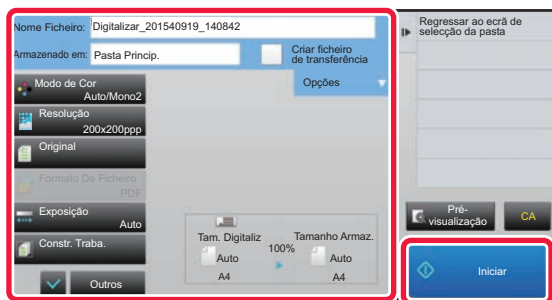 Nome Ficheiro: Digitalizar_201540919_140842
Armazenado em: Pasta Princip.
Criar ficheiro
de transferência
Opções
Modo de Cor
Auto/Mono2
Resolução
200x200ppp
Original
Formato De Ficheiro
PDF
Exposição
Auto
Constr. Traba.
Outros
Tam. Digitaliz
Auto
A4
100%
Tamanho Armaz.
Auto
A4
Regressar ao ecrã de
selecção da pasta
Pré-
visualização
CA
Iniciar